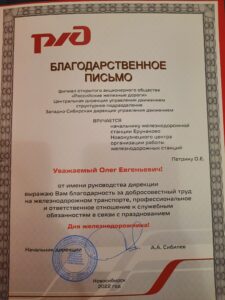 РЖД
БЛАГОДАРСТВЕННОЕ
ПИСЬМО
филиал открытого акционерного общества
«Российские железные дороги»
Центральная дирекция управления движением
структурное подразделение
Западно-Сибирская дирекция управления движением
ВРУЧАЕТСЯ
начальнику железнодорожной
станции Ерунаково
Новокузнецкого центра
организации работы
железнодорожных станций
Петрику О.Е.
Уважаемый Олег Евгеньевич!
от имени руководства дирекции
выражаю Вам благодарность за добросовестный труд
на железнодорожном транспорте, профессиональное
и ответственное отношение к служебным
обязанностям в связи с празднованием
Дня железнодорожника!
Начальник дирекции
А.А. Сибилев
Новосибирск
2022 год